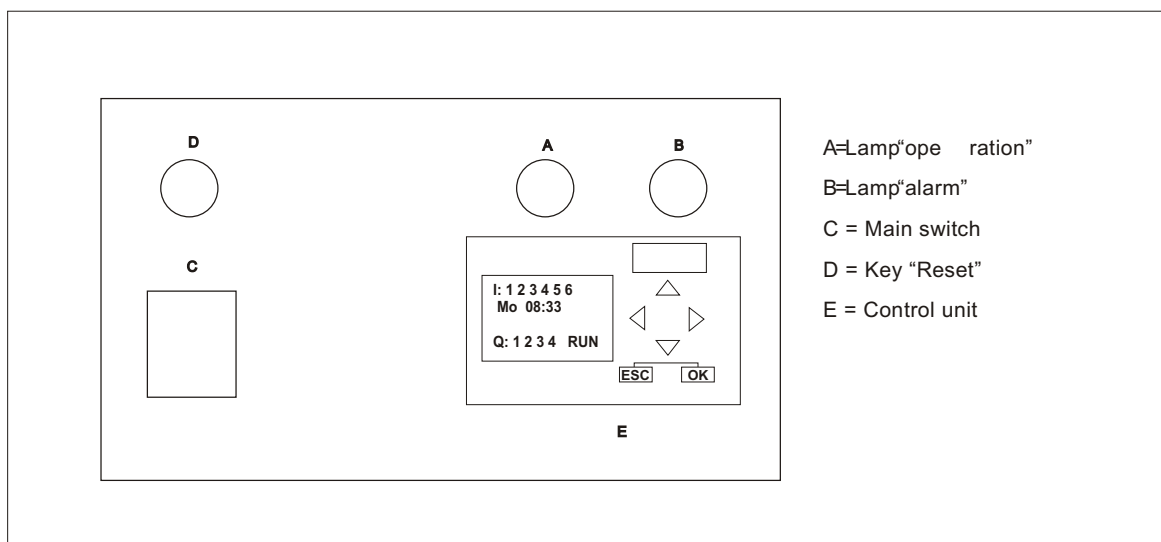 D
A
B
C
I: 1 2 3 4 5 6
Mo 08:33
Q: 1 2 3 4 RUN
ESC
OK
E
A=Lamp“ope ration”
B=Lamp“alarm”
C = Main switch
D = Key “Reset”
E = Control unit